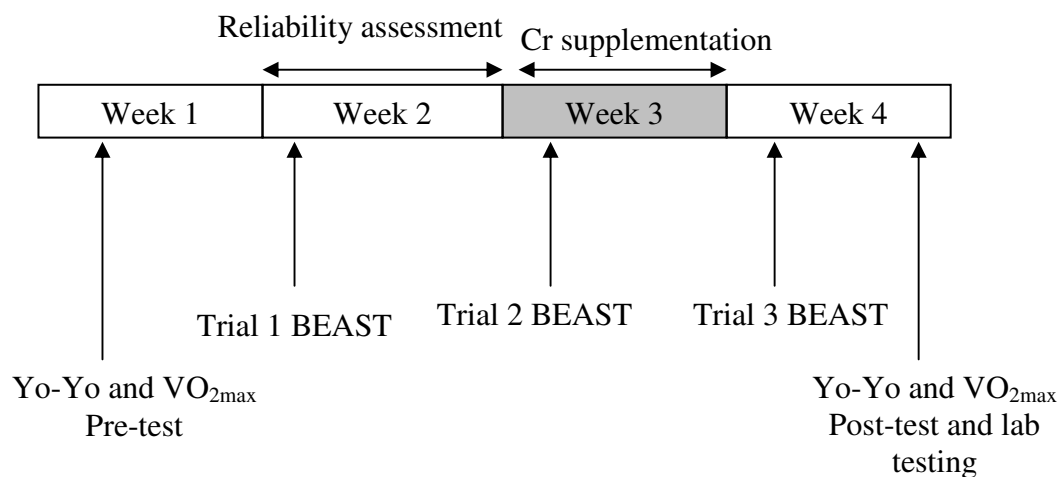 Reliability assessment
Cr supplementation
Week 1
Week 2
Week 3
Week 4
Trial 1 BEAST
Trial 2 BEAST
Trial 3 BEAST
Yo-Yo and VO2max
Pre-test
Yo-Yo and VO2max
Post-test and lab
testing